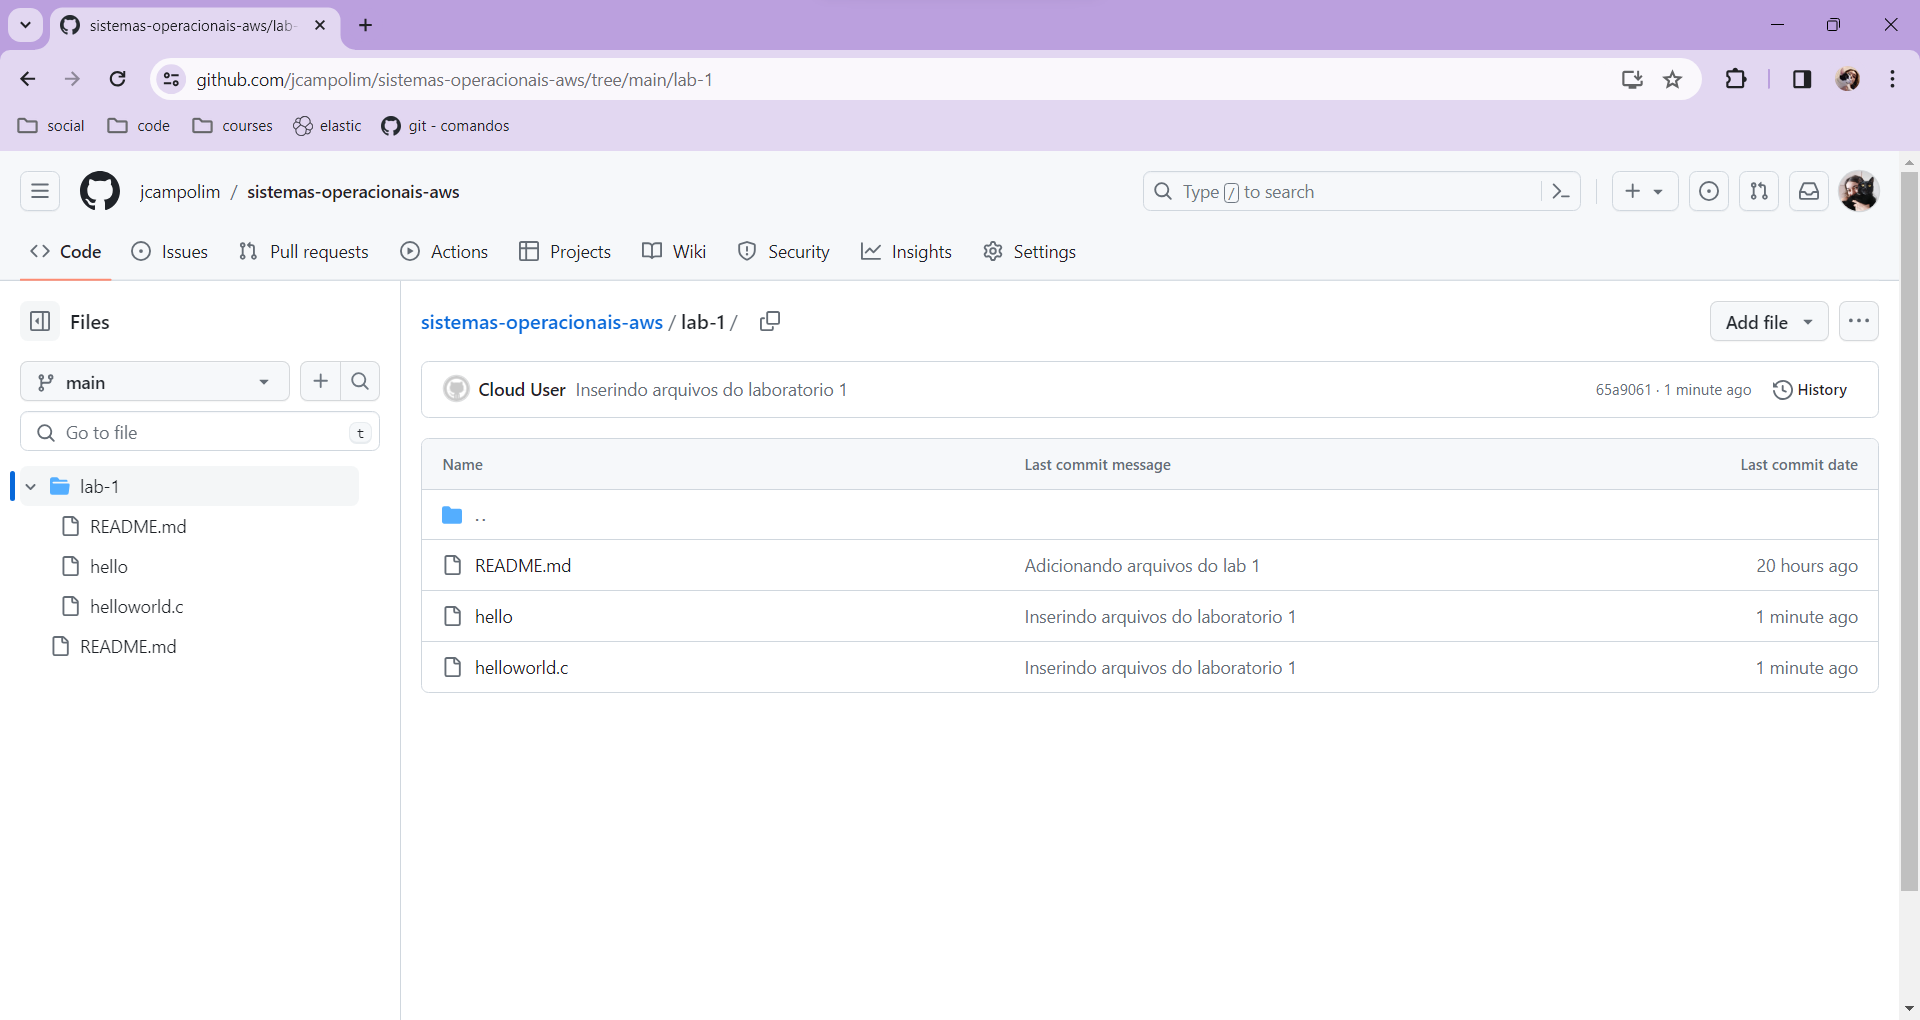 sistemas-operacionais-aws/lab-
github.com/jcampolim/sistemas-operacionais-aws/tree/main/lab-1
social code courses elastic git - comandos
jcampolim / sistemas-operacionais-aws
Type / to search
Code Issues Pull requests Actions Projects Wiki Security Insights Settings
Files
main
Go to file t
lab-1
README.md
hello
helloworld.c
README.md
sistemas-operacionais-aws / lab-1 /
Add file
Cloud User Inserindo arquivos do laboratorio 1 65a9061 · 1 minute ago History
Name Last commit message Last commit date
..
README.md Adicionando arquivos do lab 1 20 hours ago
hello Inserindo arquivos do laboratorio 1 1 minute ago
helloworld.c Inserindo arquivos do laboratorio 1 1 minute ago